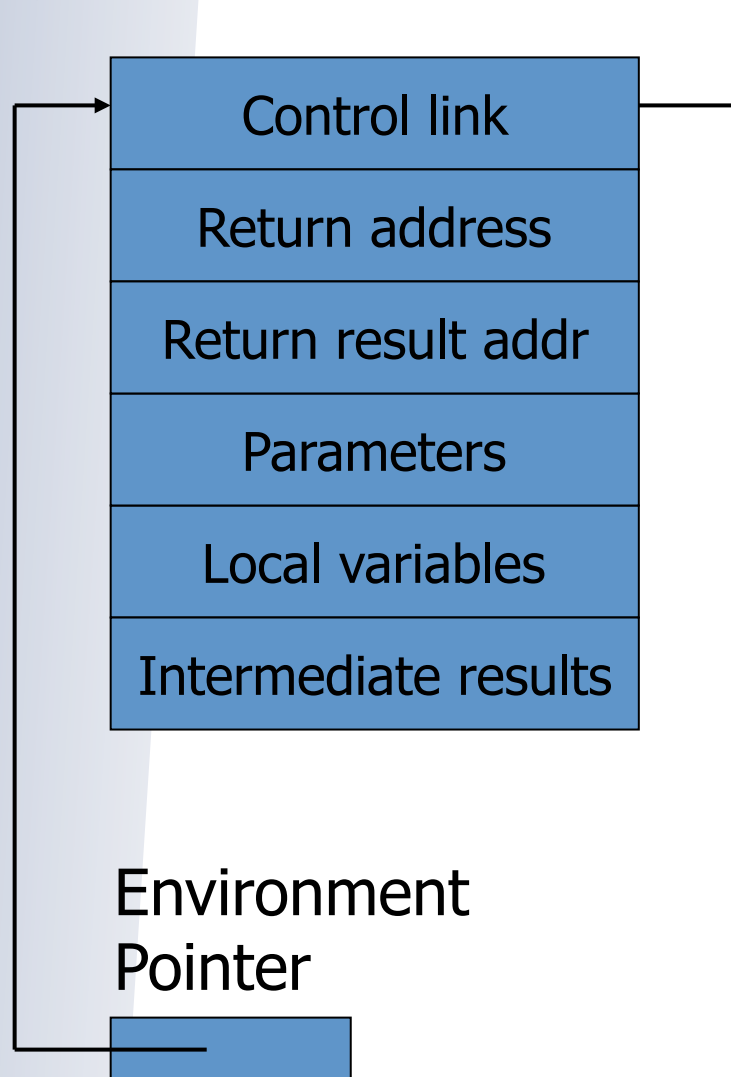 Control link
Return address
Return result addr
Parameters
Local variables
Intermediate results
Environment
Pointer